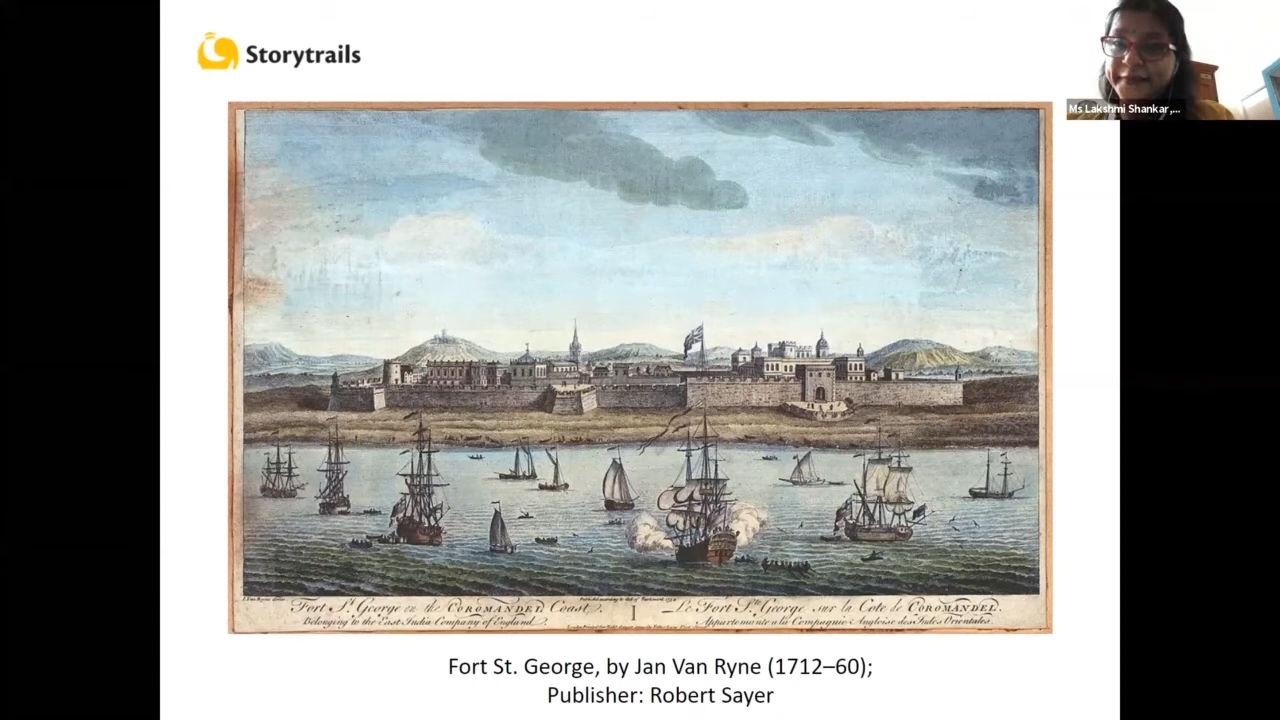 Storytrails
Ms Lakshmi Shankar,...
Fort St. George on the COROMANDEL Coast.
Belonging to the East India Company of England.
I
Le Fort St. George sur la Cote de COROMANDEL.
Appartenante a la Compagnie Angloise des Indes Orientales.
Fort St. George, by Jan Van Ryne (1712–60);
Publisher: Robert Sayer